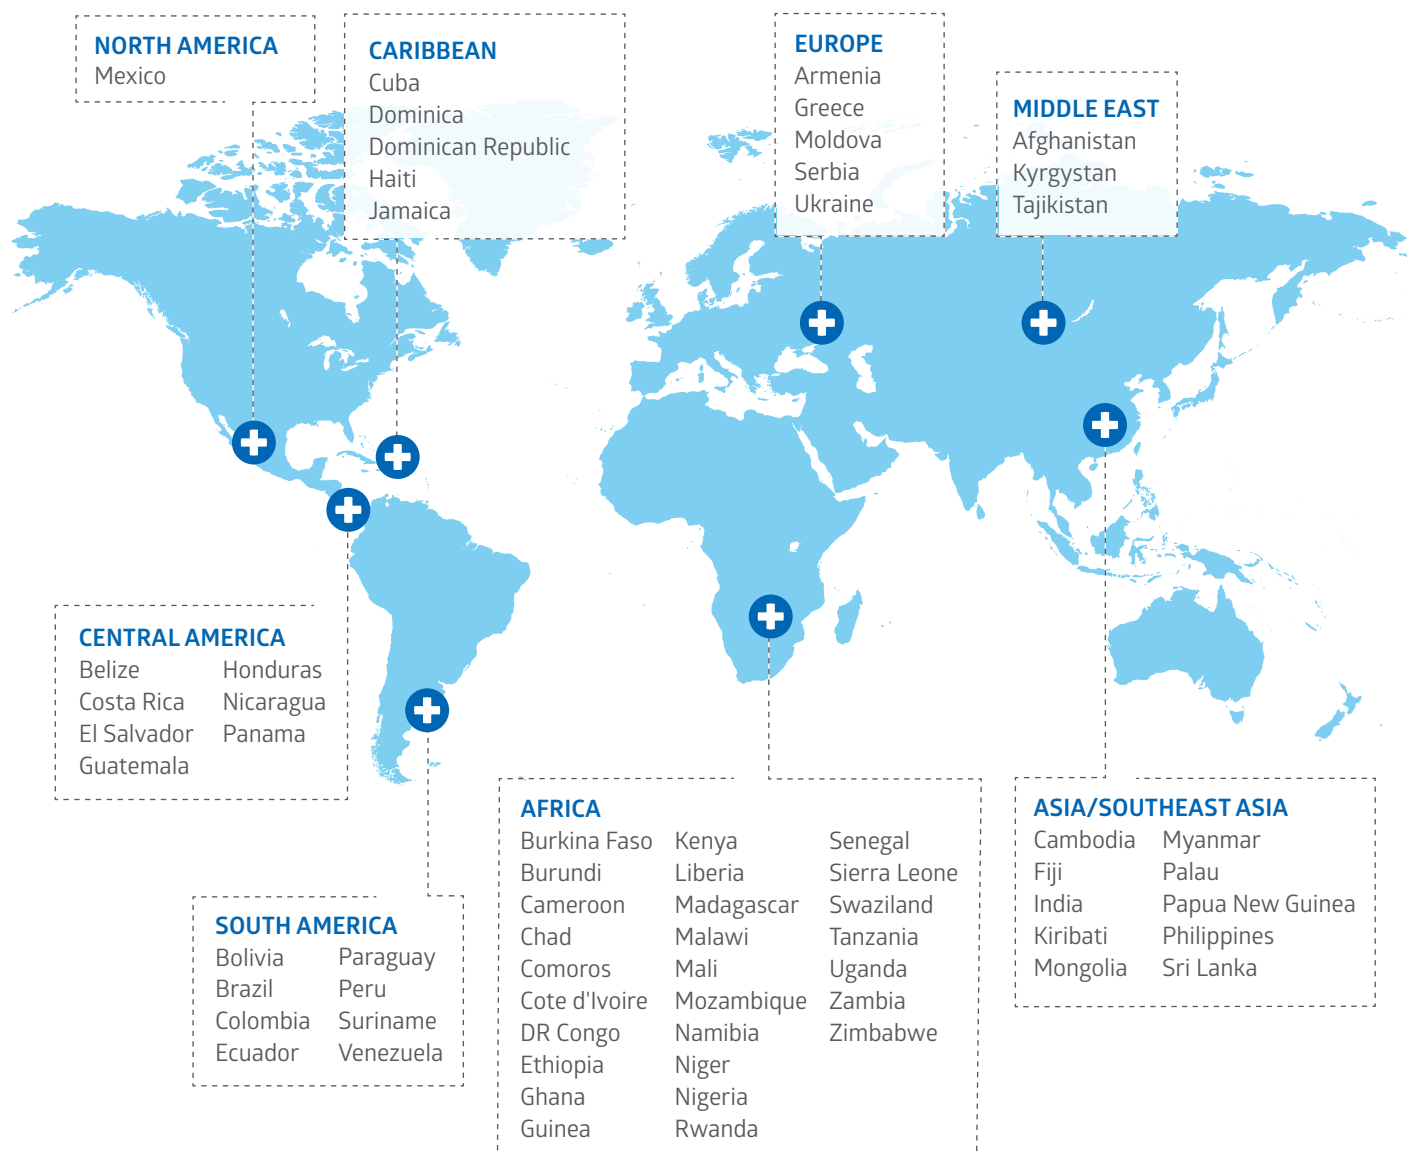 NORTH AMERICA
Mexico
CARIBBEAN
Cuba
Dominica
Dominican Republic
Haiti
Jamaica
EUROPE
Armenia
Greece
Moldova
Serbia
Ukraine
MIDDLE EAST
Afghanistan
Kyrgystan
Tajikistan
CENTRAL AMERICA
Belize
Costa Rica
El Salvador
Guatemala
Honduras
Nicaragua
Panama
SOUTH AMERICA
Bolivia
Brazil
Colombia
Ecuador
Paraguay
Peru
Suriname
Venezuela
AFRICA
Burkina Faso
Burundi
Cameroon
Chad
Comoros
Cote d'Ivoire
DR Congo
Ethiopia
Ghana
Guinea
Kenya
Liberia
Madagascar
Malawi
Mali
Mozambique
Namibia
Niger
Nigeria
Rwanda
Senegal
Sierra Leone
Swaziland
Tanzania
Uganda
Zambia
Zimbabwe
ASIA/SOUTHEAST ASIA
Cambodia
Fiji
India
Kiribati
Mongolia
Myanmar
Palau
Papua New Guinea
Philippines
Sri Lanka